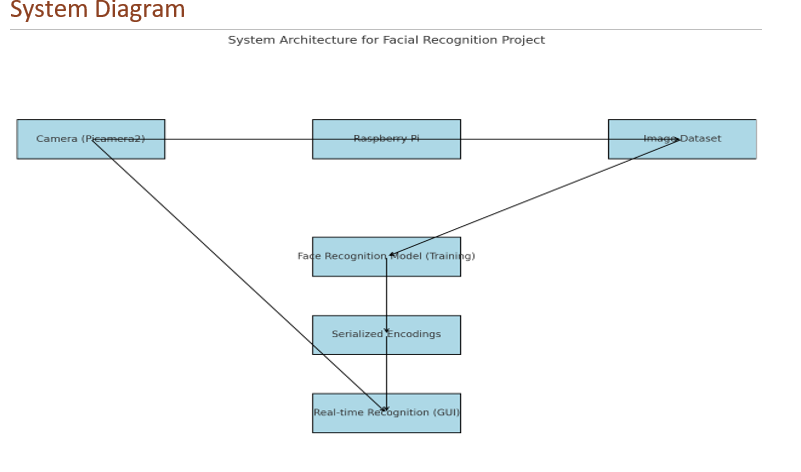 System Diagram
System Architecture for Facial Recognition Project
Camera (Picamera2)
Raspberry Pi
Image Dataset
Face Recognition Model (Training)
Serialized Encodings
Real-time Recognition (GUI)